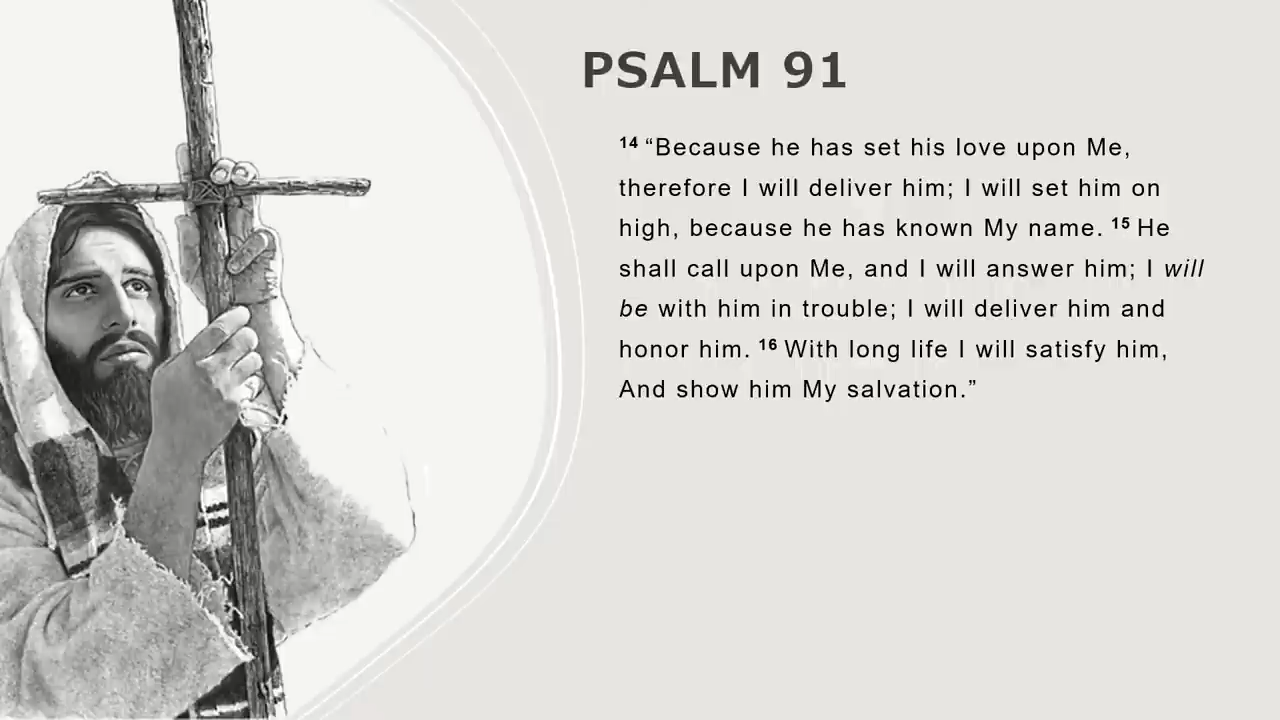 PSALM 91
14 “Because he has set his love upon Me,
therefore I will deliver him; I will set him on
high, because he has known My name. 15 He
shall call upon Me, and I will answer him; I will
be with him in trouble; I will deliver him and
honor him. 16 With long life I will satisfy him,
And show him My salvation.”